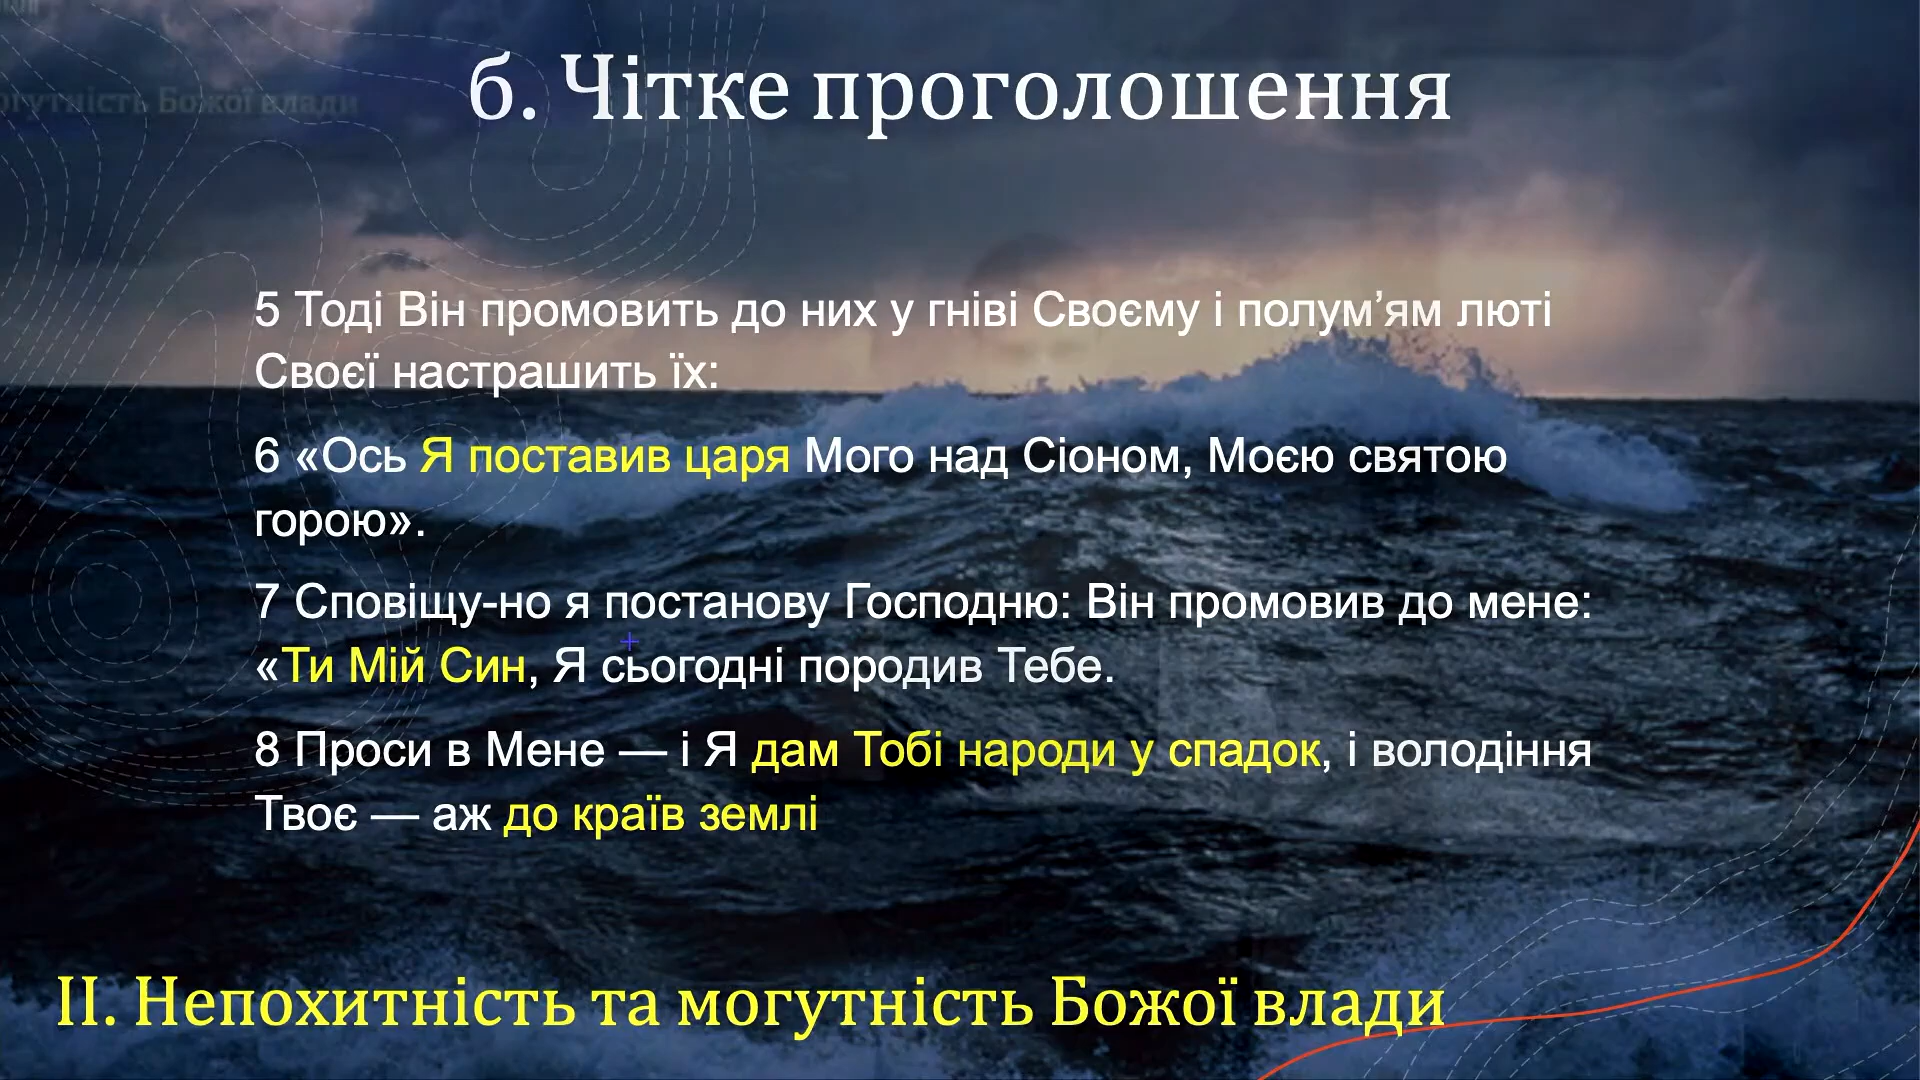 б. Чітке проголошення
огутність Божої влади
5 Тоді Він промовить до них у гніві Своєму і полум’ям люті
Своєї настрашить їх:
6 «Ось Я поставив царя Мого над Сіоном, Моєю святою
горою».
7 Сповіщу-но я постанову Господню: Він промовив до мене:
«Ти Мій Син, Я сьогодні породив Тебе.
8 Проси в Мене — і Я дам Тобі народи у спадок, і володіння
Твоє — аж до країв землі
II. Непохитність та могутність Божої влади